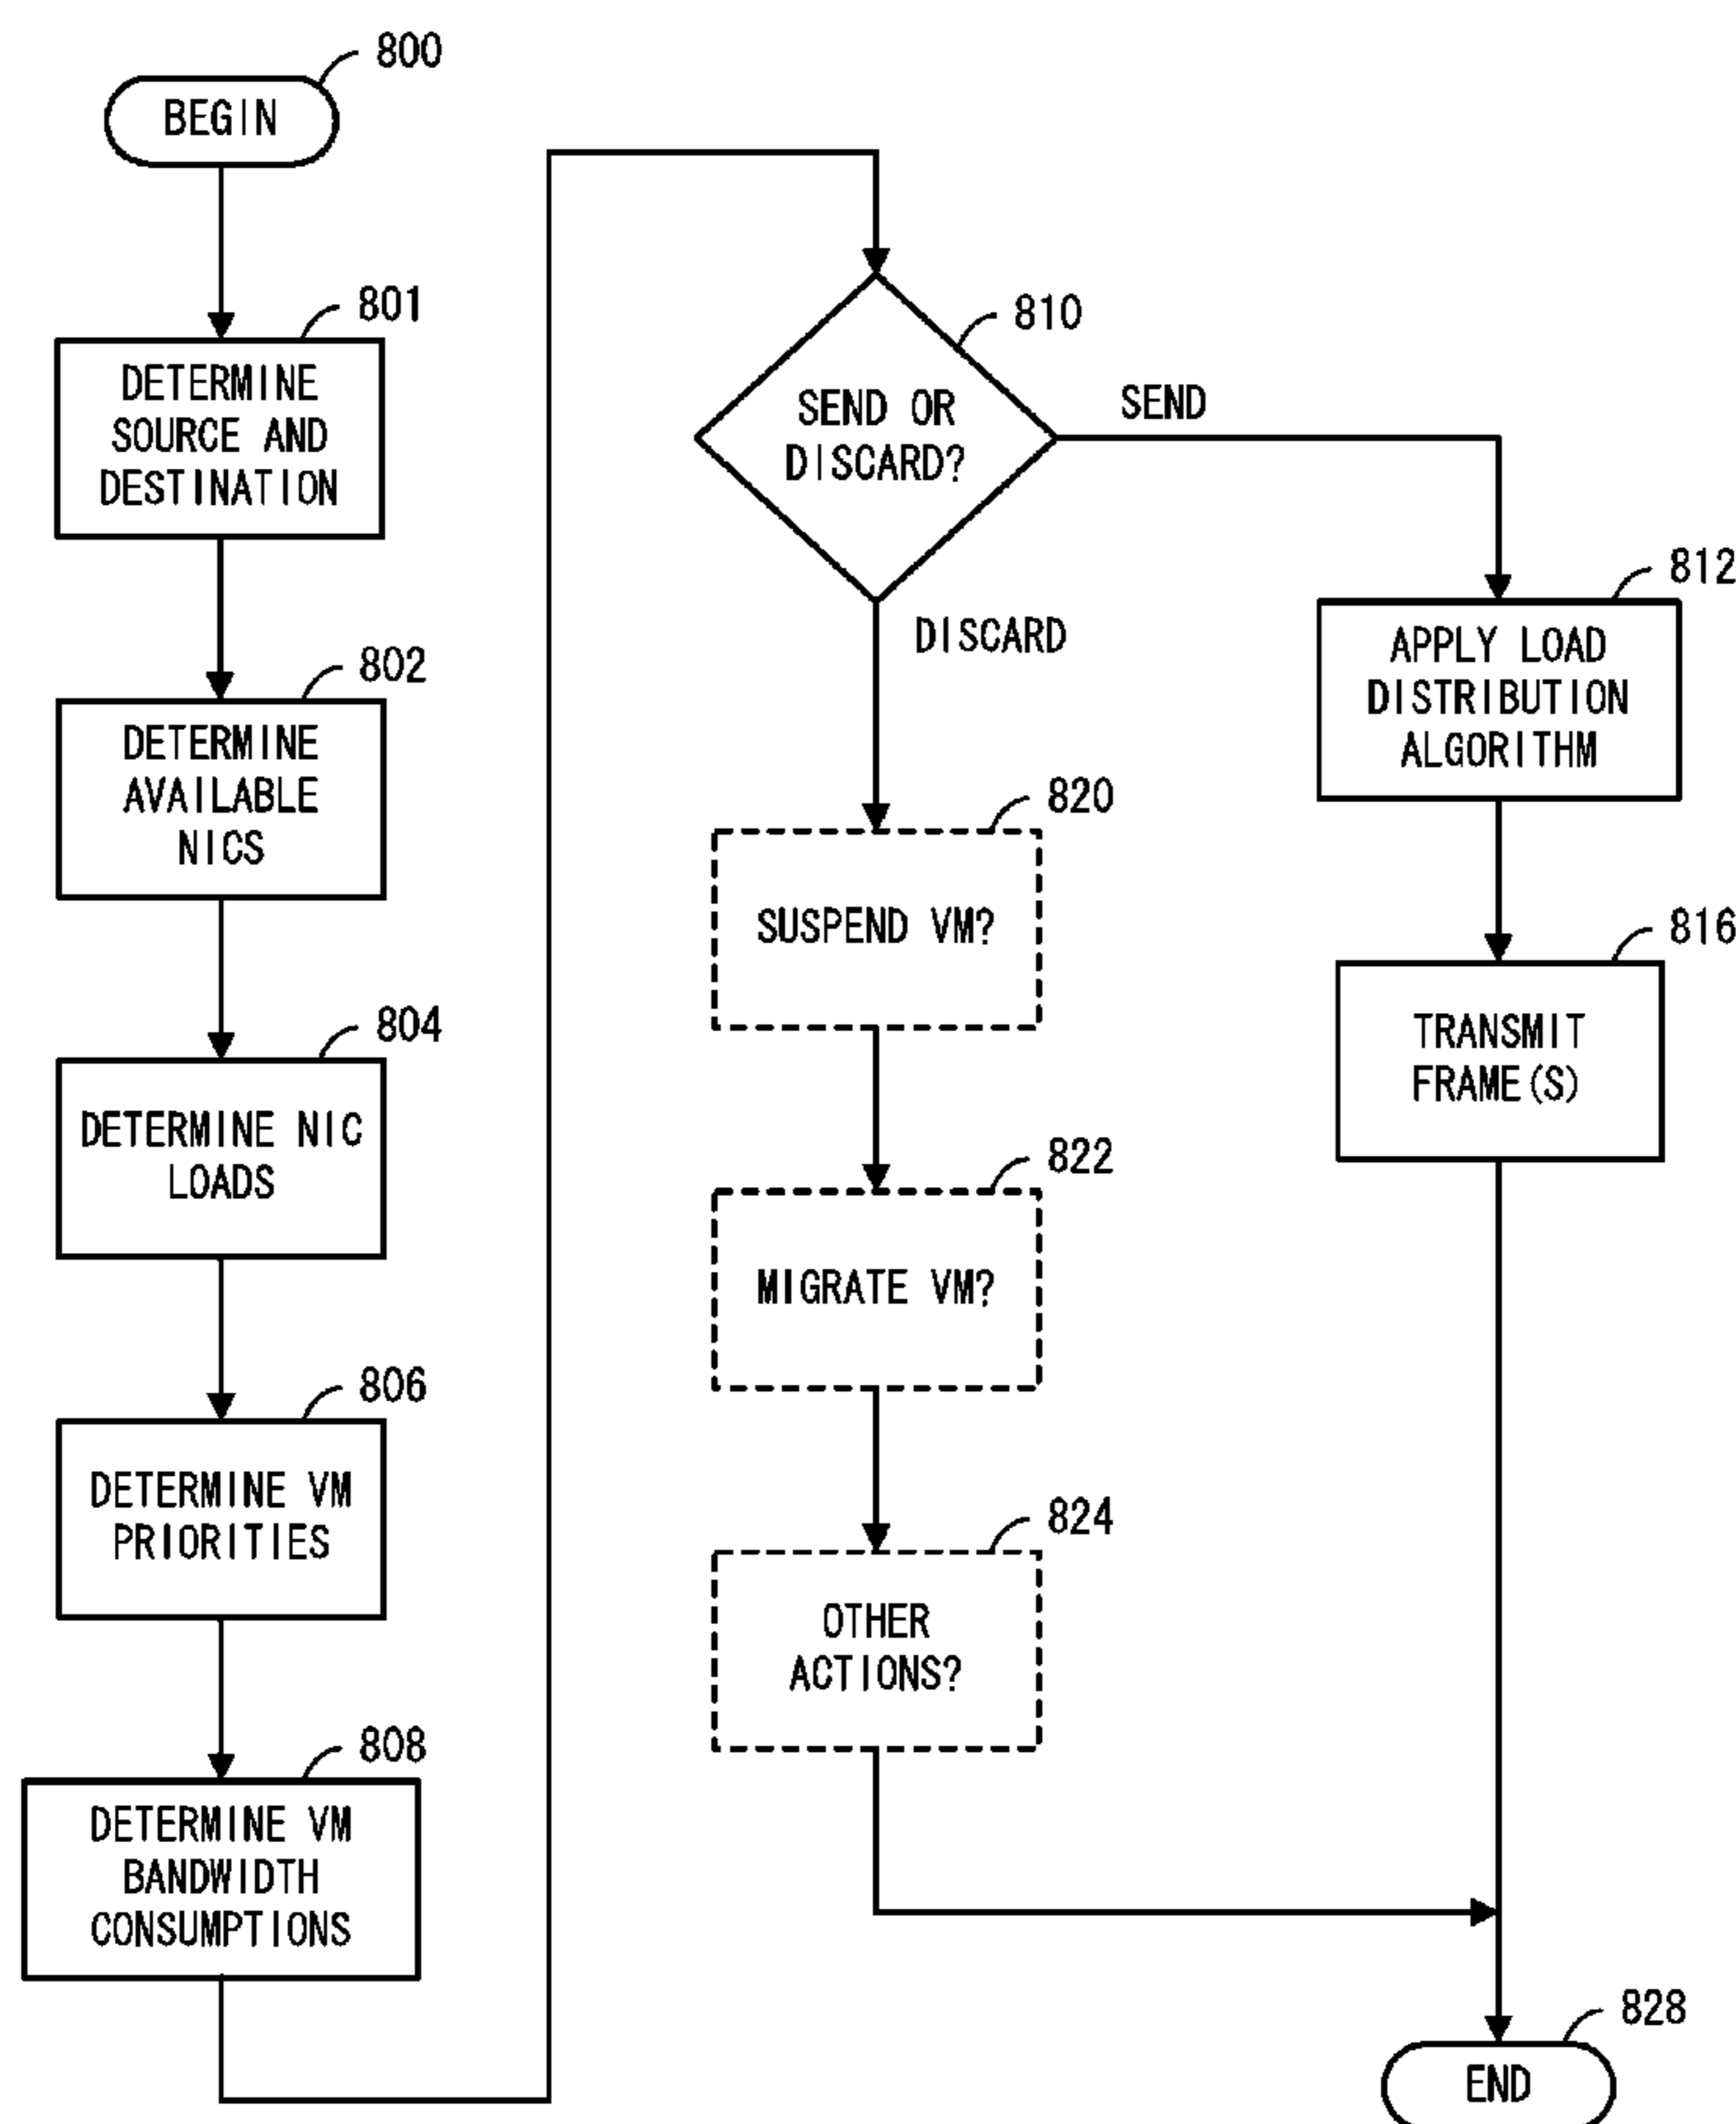 800
BEGIN
801
DETERMINE
SOURCE AND
DESTINATION
802
DETERMINE
AVAILABLE
NICS
804
DETERMINE NIC
LOADS
806
DETERMINE VM
PRIORITIES
808
DETERMINE VM
BANDWIDTH
CONSUMPTIONS
810
SEND OR
DISCARD?
SEND
DISCARD
820
SUSPEND VM?
822
MIGRATE VM?
824
OTHER
ACTIONS?
812
APPLY LOAD
DISTRIBUTION
ALGORITHM
816
TRANSMIT
FRAME(S)
828
END